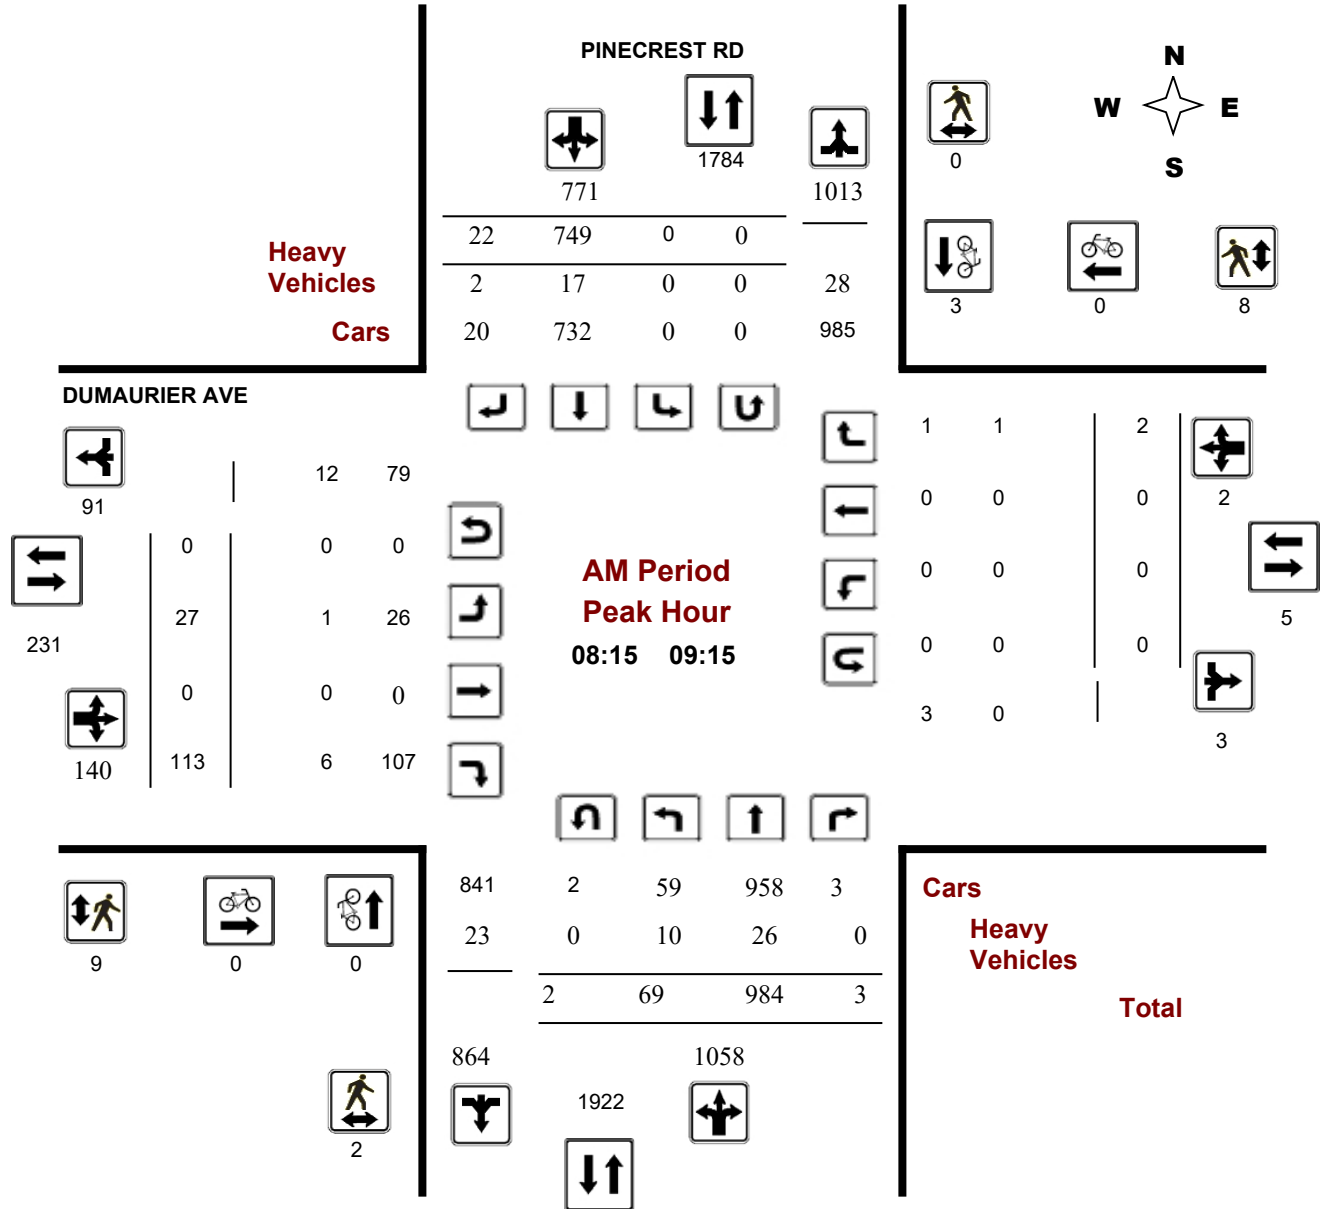 PINECREST RD
N
W E
S
1784
0
771 1013
22 749 0 0
Heavy
Vehicles
2 17 0 0 28
3 0 8
Cars 20 732 0 0 985
DUMAURIER AVE
1 1 2
12 79
91
0 0 0 2
0 0 0
AM Period
0 0 0
Peak Hour
27 1 26 5
231
08:15 09:15
0 0 0
0 0 0
3 0
3
140 113 6 107
841 2 59 958 3 Cars
23 0 10 26 0 Heavy
Vehicles
9 0 0
2 69 984 3 Total
864 1058
1922
2